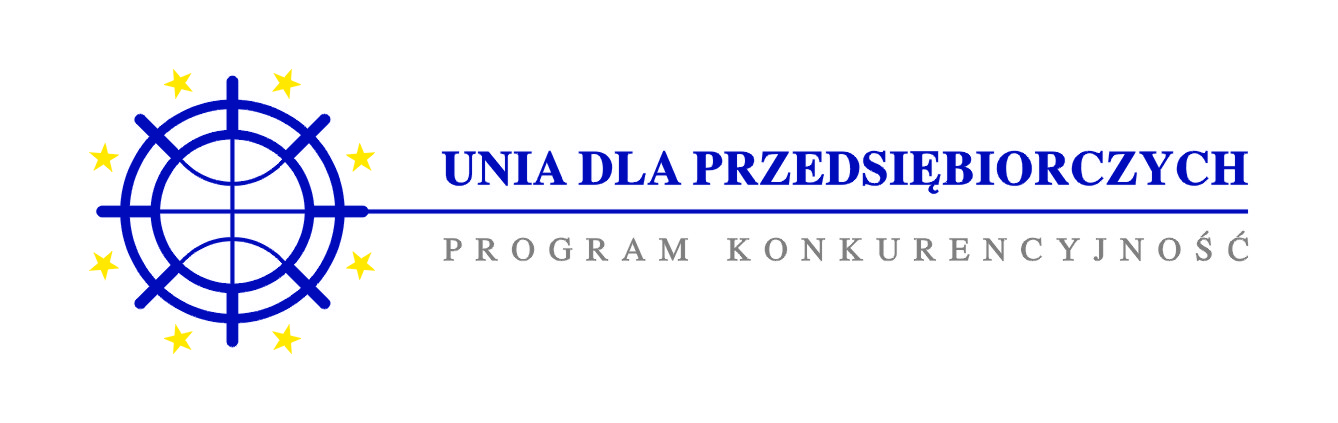 UNIA DLA PRZEDSIĘBIORCZYCH
PROGRAM KONKURENCYJNOŚĆ